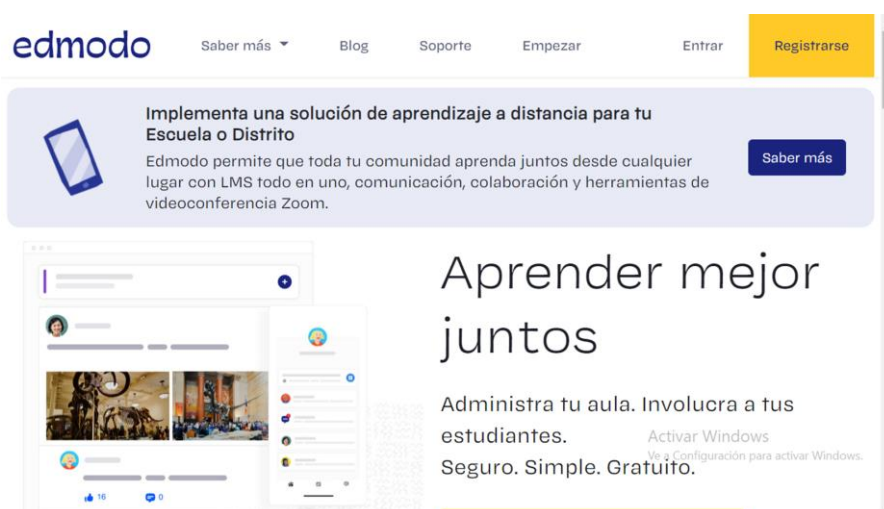 edmodo
Saber más
Blog
Soporte
Empezar
Entrar
Registrarse
Implementa una solución de aprendizaje a distancia para tu
Escuela o Distrito
Edmodo permite que toda tu comunidad aprenda juntos desde cualquier
lugar con LMS todo en uno, comunicación, colaboración y herramientas de
videoconferencia Zoom.
Saber más
Aprender mejor
juntos
Administra tu aula. Involucra a tus
estudiantes.
Seguro. Simple. Gratuito.
Activar Windows
Ve a Configuración para activar Windows.
16
0